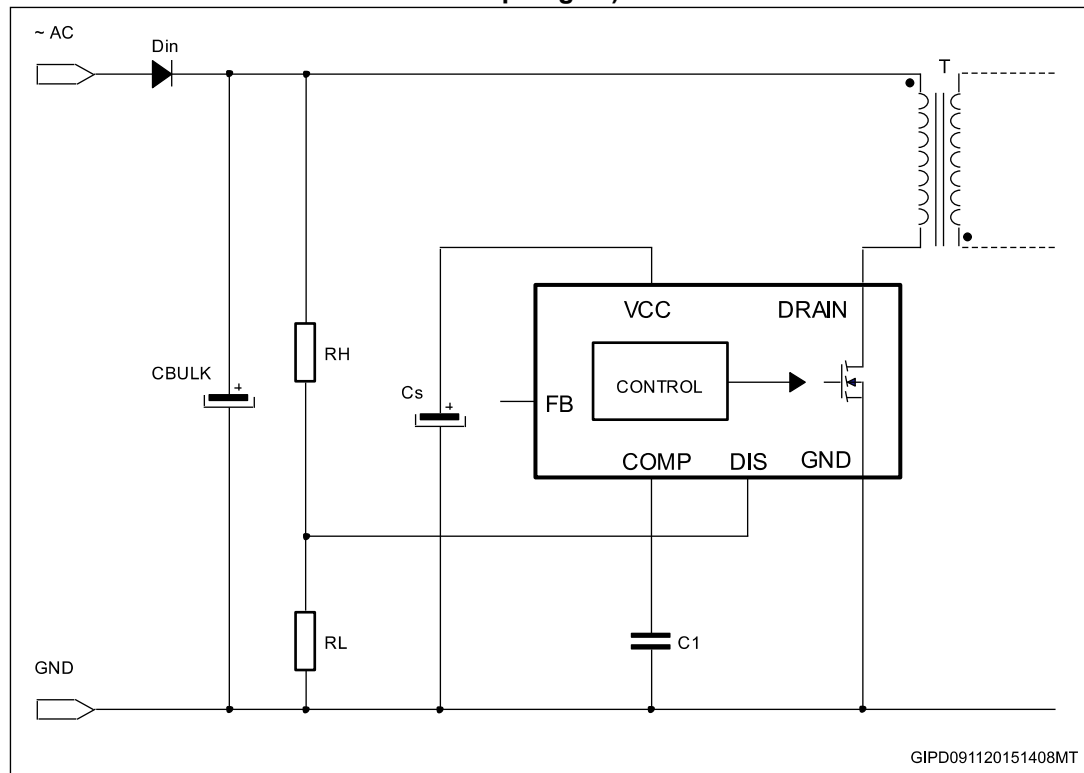 ~ AC
Din
T
VCC
DRAIN
RH
CBULK
+
Cs
+
CONTROL
FB
COMP
DIS
GND
RL
C1
GND
GIPD091120151408MT